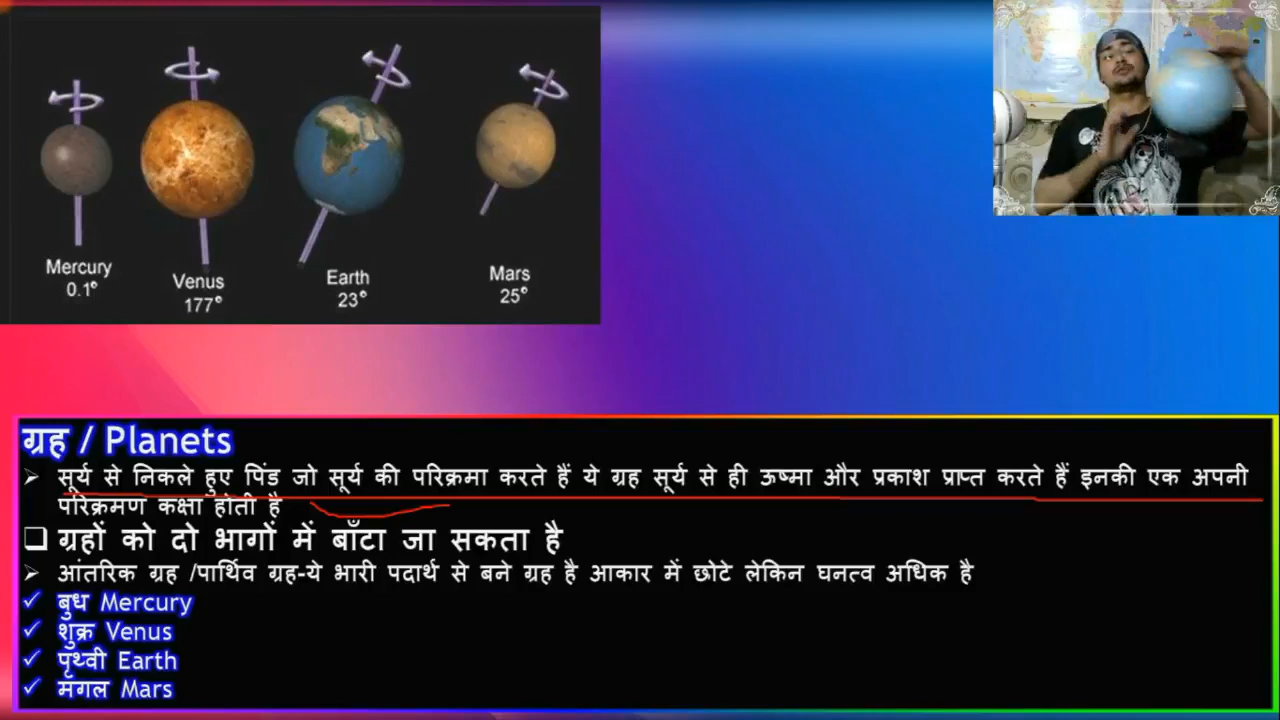 Mercury
0.1°
Venus
177°
Earth
23°
Mars
25°
ग्रह / Planets
➢ सूर्य से निकले हुए पिंड जो सूर्य की परिक्रमा करते हैं ये ग्रह सूर्य से ही ऊष्मा और प्रकाश प्राप्त करते हैं इनकी एक अपनी
परिक्रमण कक्षा होती है
❑ ग्रहों को दो भागों में बाँटा जा सकता है
➢ आंतरिक ग्रह /पार्थिव ग्रह-ये भारी पदार्थ से बने ग्रह है आकार में छोटे लेकिन घनत्व अधिक है
✓ बुध Mercury
✓ शुक्र Venus
✓ पृथ्वी Earth
✓ मंगल Mars